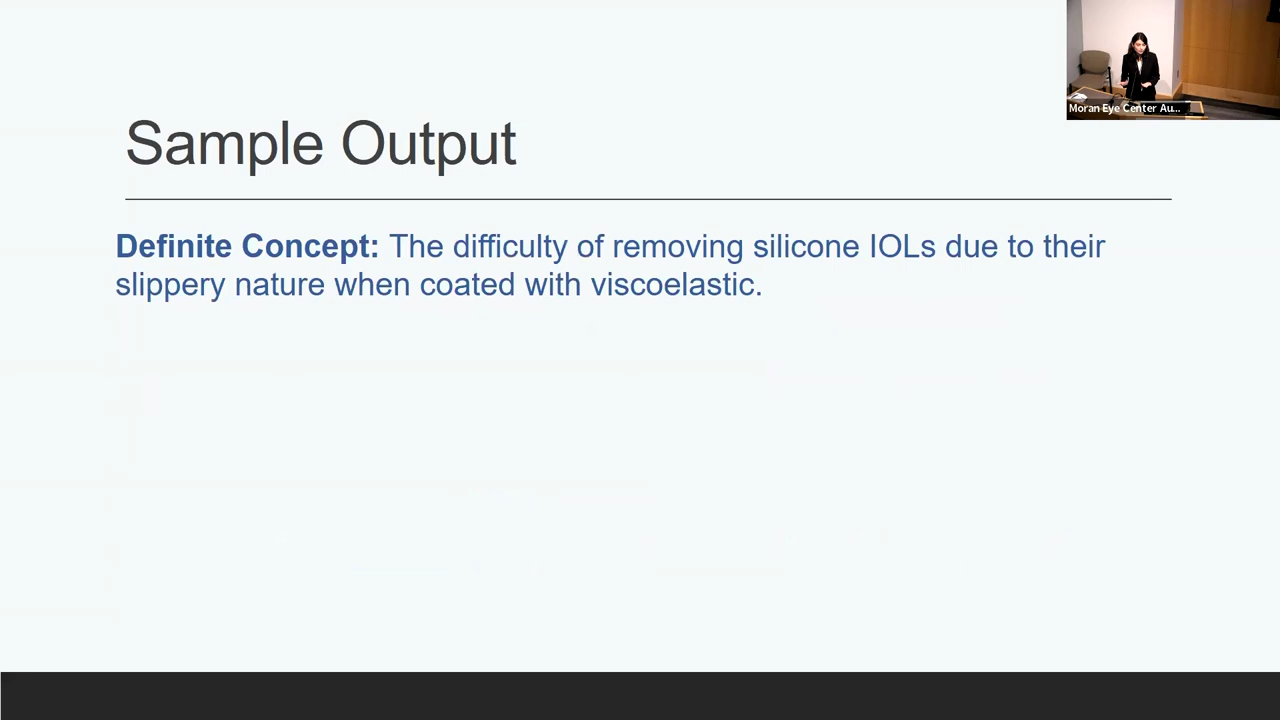 Moran Eye Center Au...
Sample Output
Definite Concept: The difficulty of removing silicone IOLs due to their
slippery nature when coated with viscoelastic.